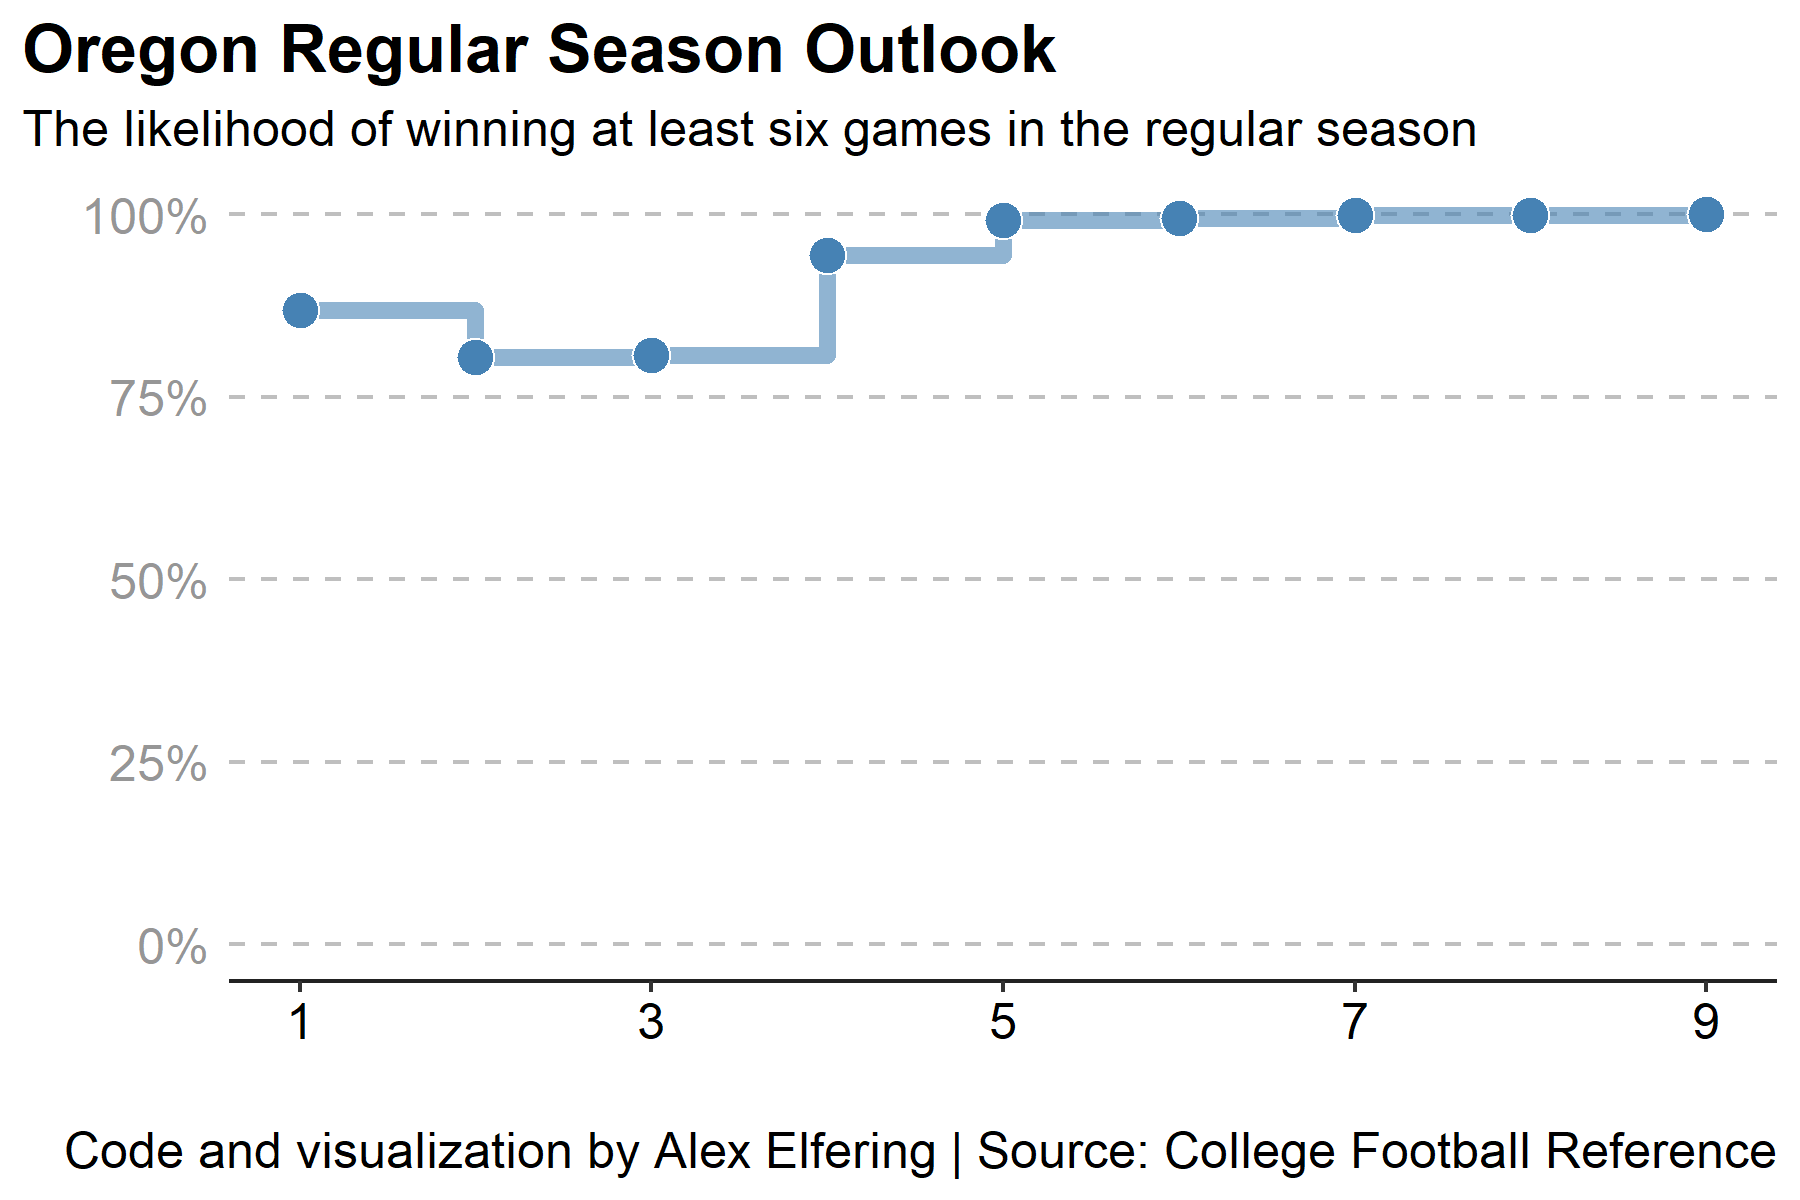 Oregon Regular Season Outlook
The likelihood of winning at least six games in the regular season
100%
75%
50%
25%
0%
1 3 5 7 9
Code and visualization by Alex Elfering | Source: College Football Reference